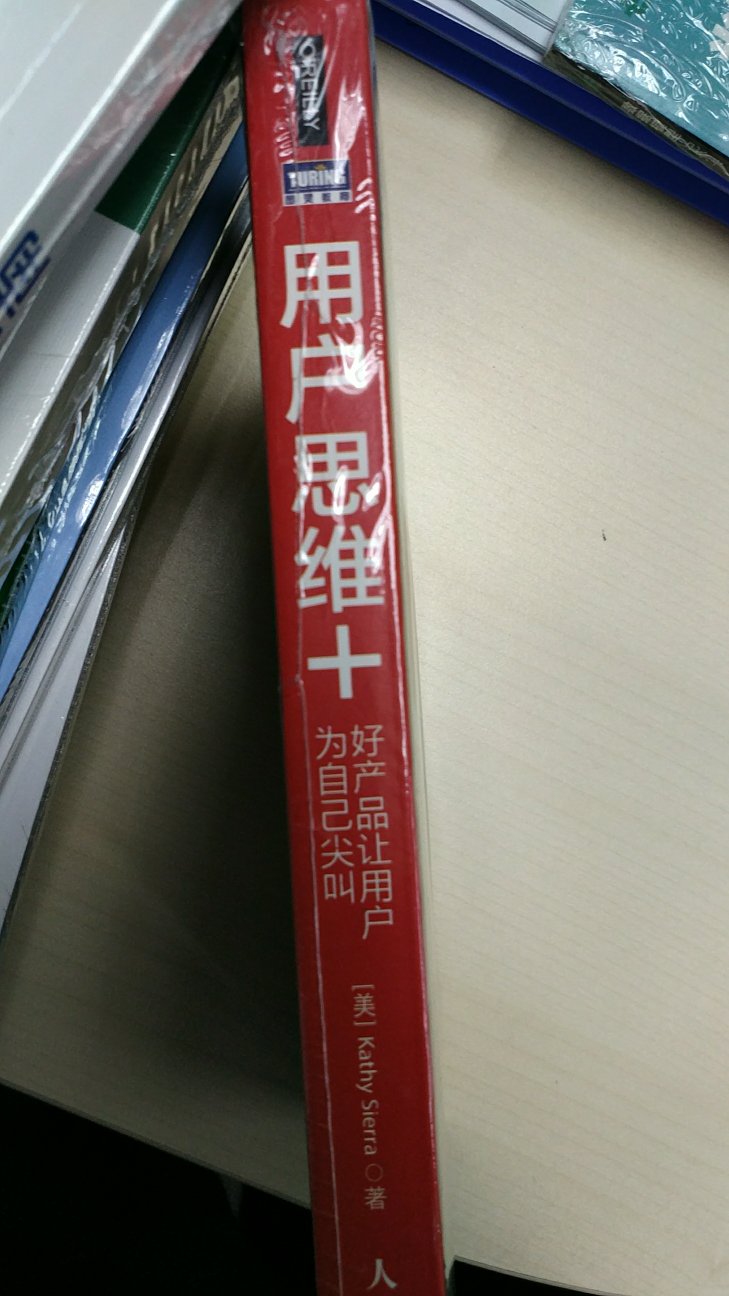 O'REILLY
TURING
图灵教育
用户思维+
好产品让用户
为自己尖叫
[美] Kathy Sierra ○ 著
人